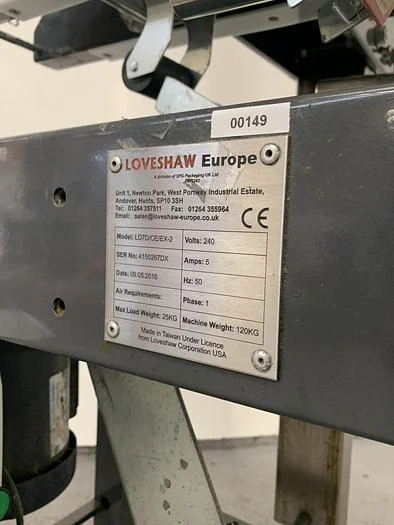 00149
LOVESHAW Europe
A division of SPG Packaging UK Ltd
Unit 1, Newton Park, West Portway Industrial Estate,
Andover, Hunts, SP10 3SH
Tel: 01264 357511 Fax: 01264 355964
Email: sales@loveshaw-europe.co.uk
CE
Model: LD7D/CE/EX-2 Volts: 240
SER No: 4150287DX Amps: 5
Date: 09.05.2016 Hz: 50
Air Requirements: Phase: 1
Max Load Weight: 25KG Machine Weight: 120KG
Made in Taiwan Under Licence
from Loveshaw Corporation USA